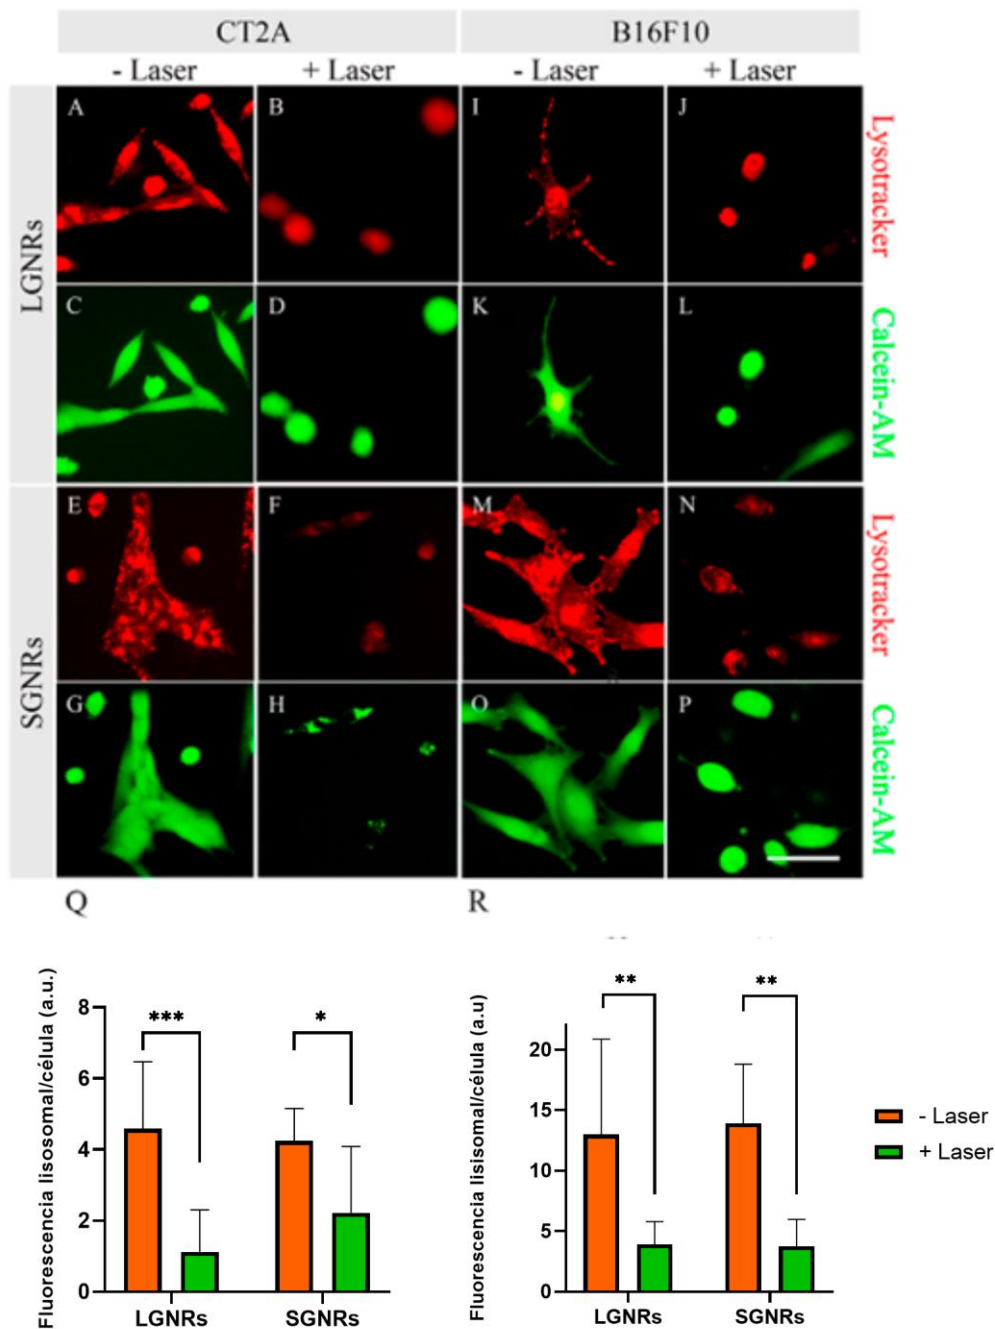 CT2A
B16F10
- Laser
+ Laser
- Laser
+ Laser
LGNRs
A
B
I
J
Lysotracker
C
D
K
L
Calcein-AM
SGNRs
E
F
M
N
Lysotracker
G
H
O
P
Calcein-AM
Q
R
Fluorescencia lisosomal/célula (a.u.)
8
6
4
2
0
***
*
LGNRs
SGNRs
Fluorescencia lisisomal/célula (a.u)
20
15
10
5
0
**
**
LGNRs
SGNRs
- Laser
+ Laser